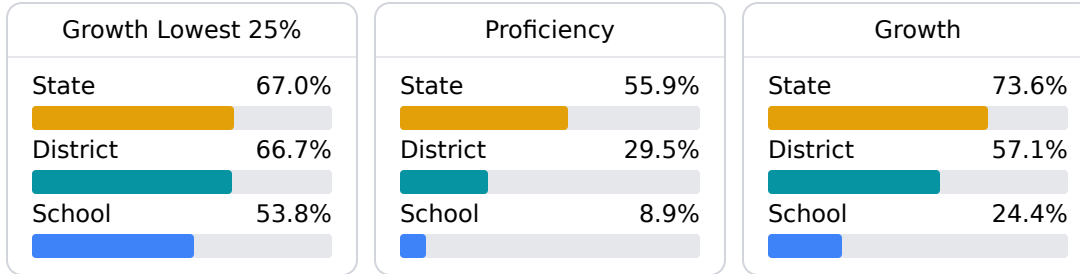 Growth Lowest 25%
State 67.0%
District 66.7%
School 53.8%
Proficiency
State 55.9%
District 29.5%
School 8.9%
Growth
State 73.6%
District 57.1%
School 24.4%